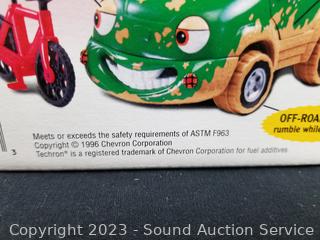 OFF-ROA
rumble while
Meets or exceeds the safety requirements of ASTM F963
Copyright © 1996 Chevron Corporation
Techron® is a registered trademark of Chevron Corporation for fuel additives
3
Copyright 2023 - Sound Auction Service